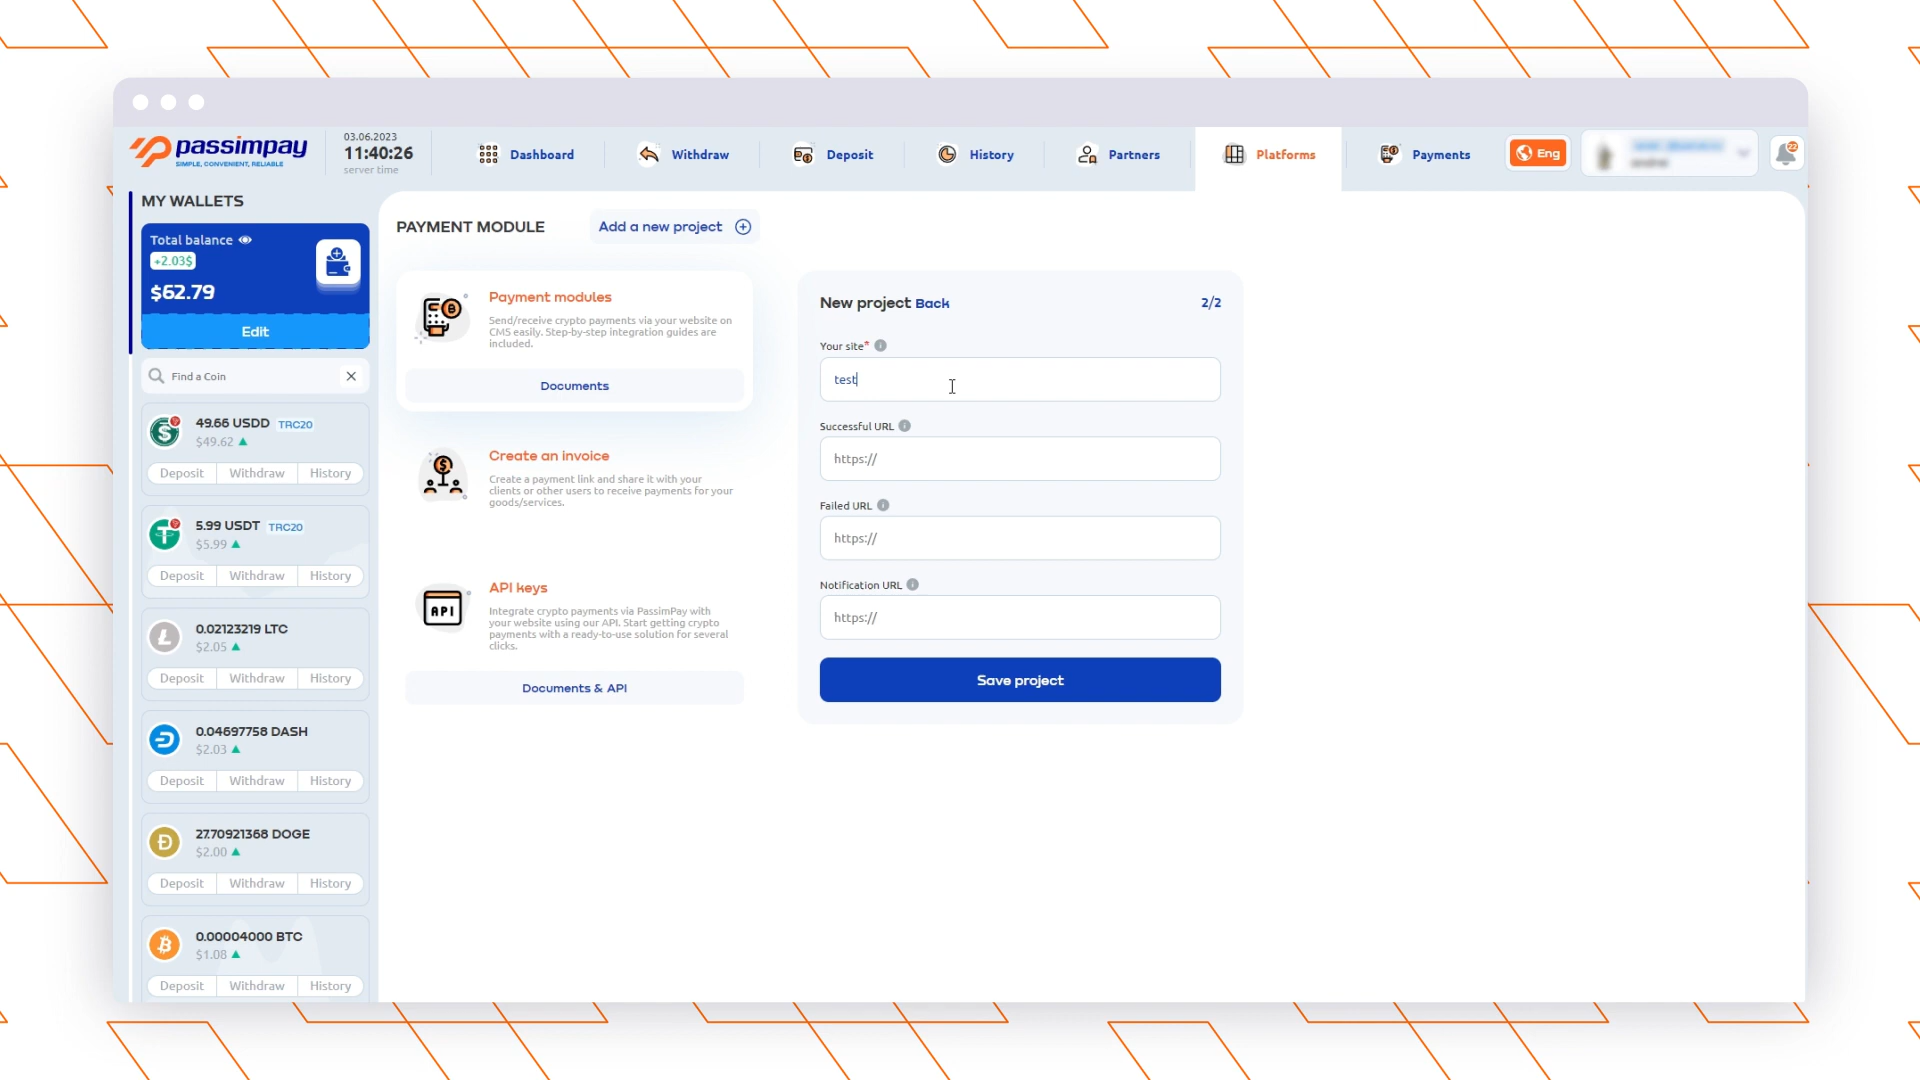 passimpay
SIMPLE, CONVENIENT, RELIABLE
03.06.2023
11:40:26
server time
Dashboard
Withdraw
Deposit
History
Partners
Platforms
Payments
Eng
22
MY WALLETS
Total balance
+2.03$
$62.79
Edit
Find a Coin
49.66 USDD TRC20
$49.62
Deposit Withdraw History
5.99 USDT TRC20
$5.99
Deposit Withdraw History
0.02123219 LTC
$2.05
Deposit Withdraw History
0.04697758 DASH
$2.03
Deposit Withdraw History
27.70921368 DOGE
$2.00
Deposit Withdraw History
0.00004000 BTC
$1.08
Deposit Withdraw History
PAYMENT MODULE
Add a new project
Payment modules
Send/receive crypto payments via your website on
CMS easily. Step-by-step integration guides are
included.
Documents
Create an invoice
Create a payment link and share it with your
clients or other users to receive payments for your
goods/services.
API
API keys
Integrate crypto payments via PassimPay with
your website using our API. Start getting crypto
payments with a ready-to-use solution for several
clicks.
Documents & API
New project Back
2/2
Your site*
test
Successful URL
https://
Failed URL
https://
Notification URL
https://
Save project